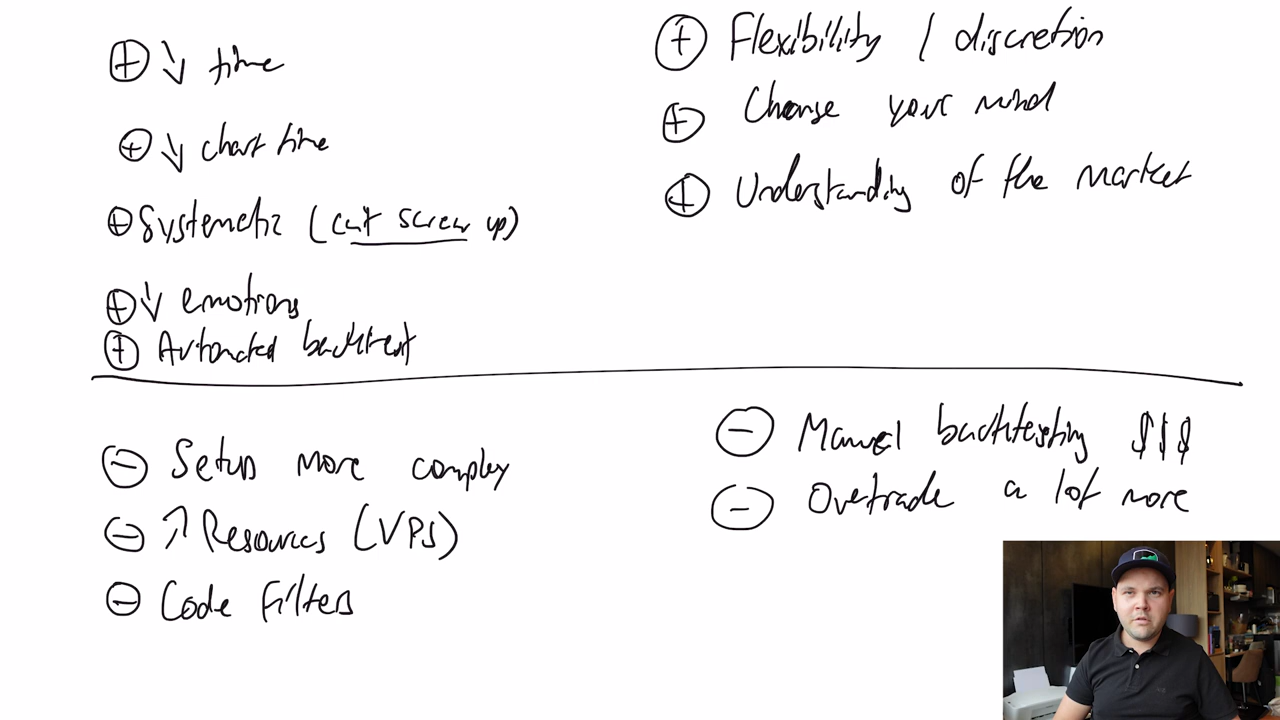 ⊕ ↘ time
⊕ ↘ chart time
⊕ Systematic (can't screw up)
⊕ ↓ emotions
⊕ Automated backtest
⊕ Flexibility / discretion
⊕ Change your mind
⊕ Understanding of the market
⊖ Setup more complex
⊖ ↗ Resources (VPS)
⊖ Code Filters
⊖ Manual backtesting $$$
⊖ Overtrade a lot more